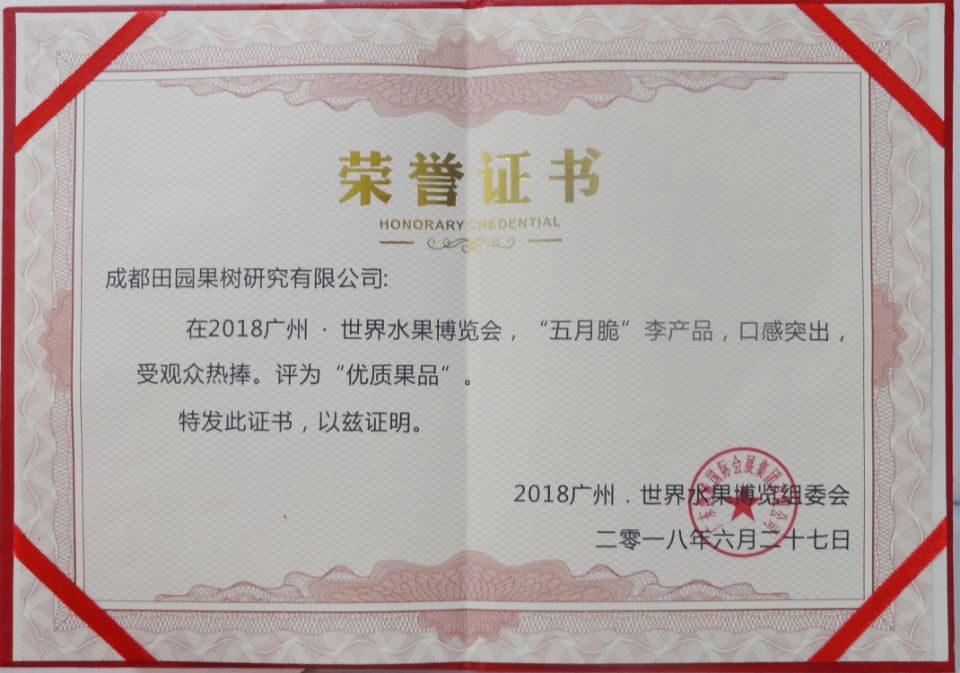 荣誉证书
HONORARY CREDENTIAL
成都田园果树研究有限公司:
在2018广州·世界水果博览会，“五月脆”李产品，口感突出，
受观众热捧。评为“优质果品”。
特发此证书，以兹证明。
2018广州．世界水果博览组委会
二零一八年六月二十七日